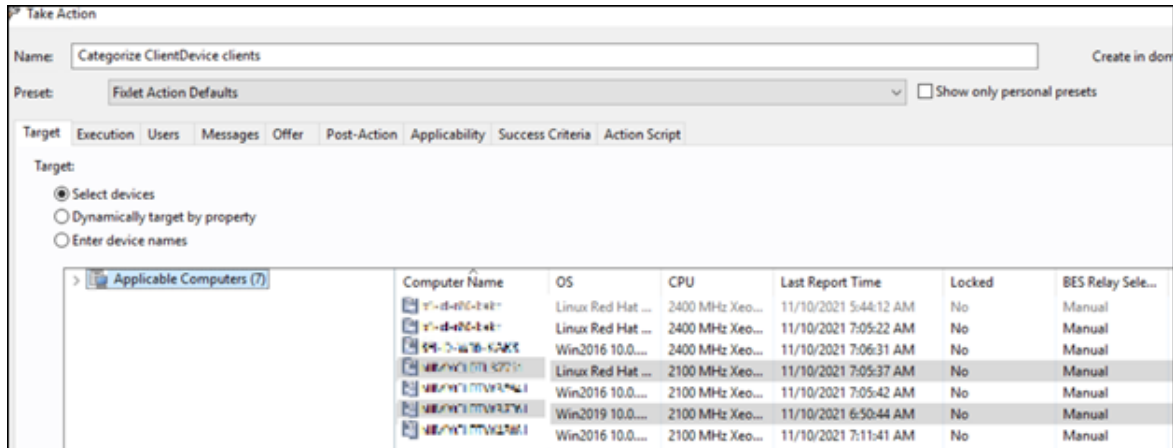 Take Action
Name: Categorize ClientDevice clients Create in dom
Preset: Fixlet Action Defaults Show only personal presets
Target Execution Users Messages Offer Post-Action Applicability Success Criteria Action Script
Target:
Select devices
Dynamically target by property
Enter device names
Applicable Computers (7) Computer Name OS CPU Last Report Time Locked BES Relay Sele...
Linux Red Hat ... 2400 MHz Xeo... 11/10/2021 5:44:12 AM No Manual
Linux Red Hat ... 2400 MHz Xeo... 11/10/2021 7:05:22 AM No Manual
Win2016 10.0.... 2400 MHz Xeo... 11/10/2021 7:06:31 AM No Manual
Linux Red Hat ... 2100 MHz Xeo... 11/10/2021 7:05:37 AM No Manual
Win2016 10.0.... 2100 MHz Xeo... 11/10/2021 7:05:42 AM No Manual
Win2019 10.0.... 2100 MHz Xeo... 11/10/2021 6:50:44 AM No Manual
Win2016 10.0.... 2100 MHz Xeo... 11/10/2021 7:11:41 AM No Manual